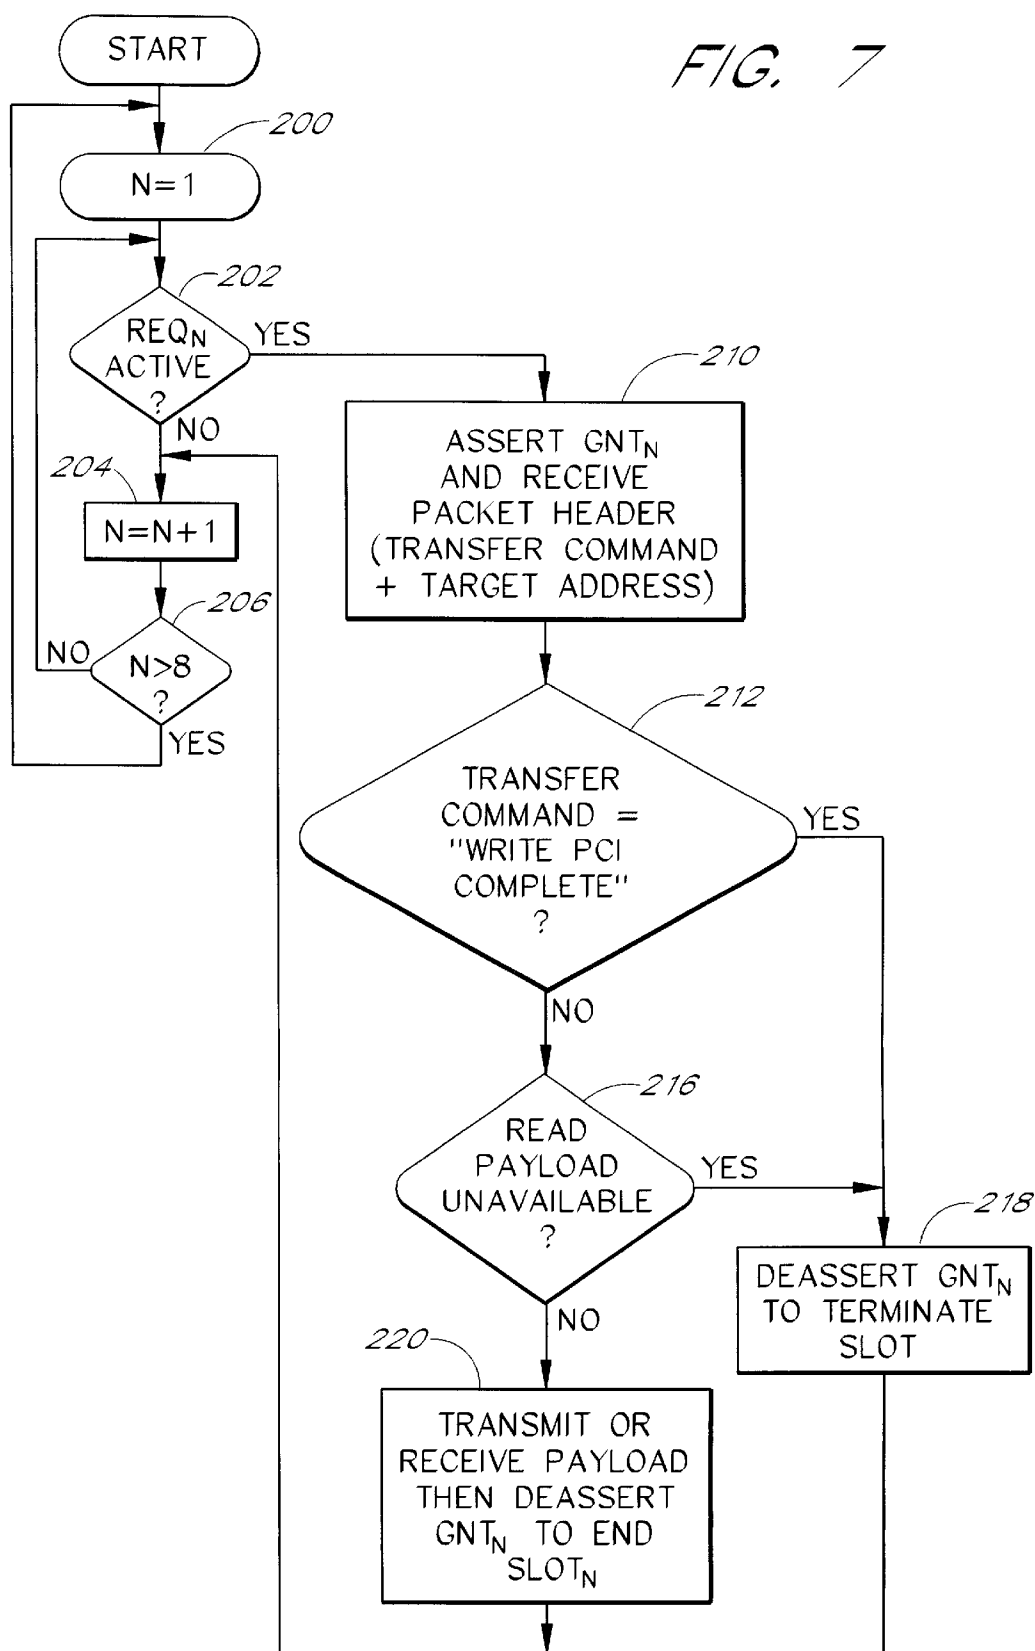 FIG. 7
START
200
N=1
202
REQN
ACTIVE
?
YES
NO
204
N=N+1
206
N>8
?
NO
YES
210
ASSERT GNTN
AND RECEIVE
PACKET HEADER
(TRANSFER COMMAND
+ TARGET ADDRESS)
212
TRANSFER
COMMAND =
"WRITE PCI
COMPLETE"
?
YES
NO
216
READ
PAYLOAD
UNAVAILABLE
?
YES
NO
218
DEASSERT GNTN
TO TERMINATE
SLOT
220
TRANSMIT OR
RECEIVE PAYLOAD
THEN DEASSERT
GNTN TO END
SLOTN